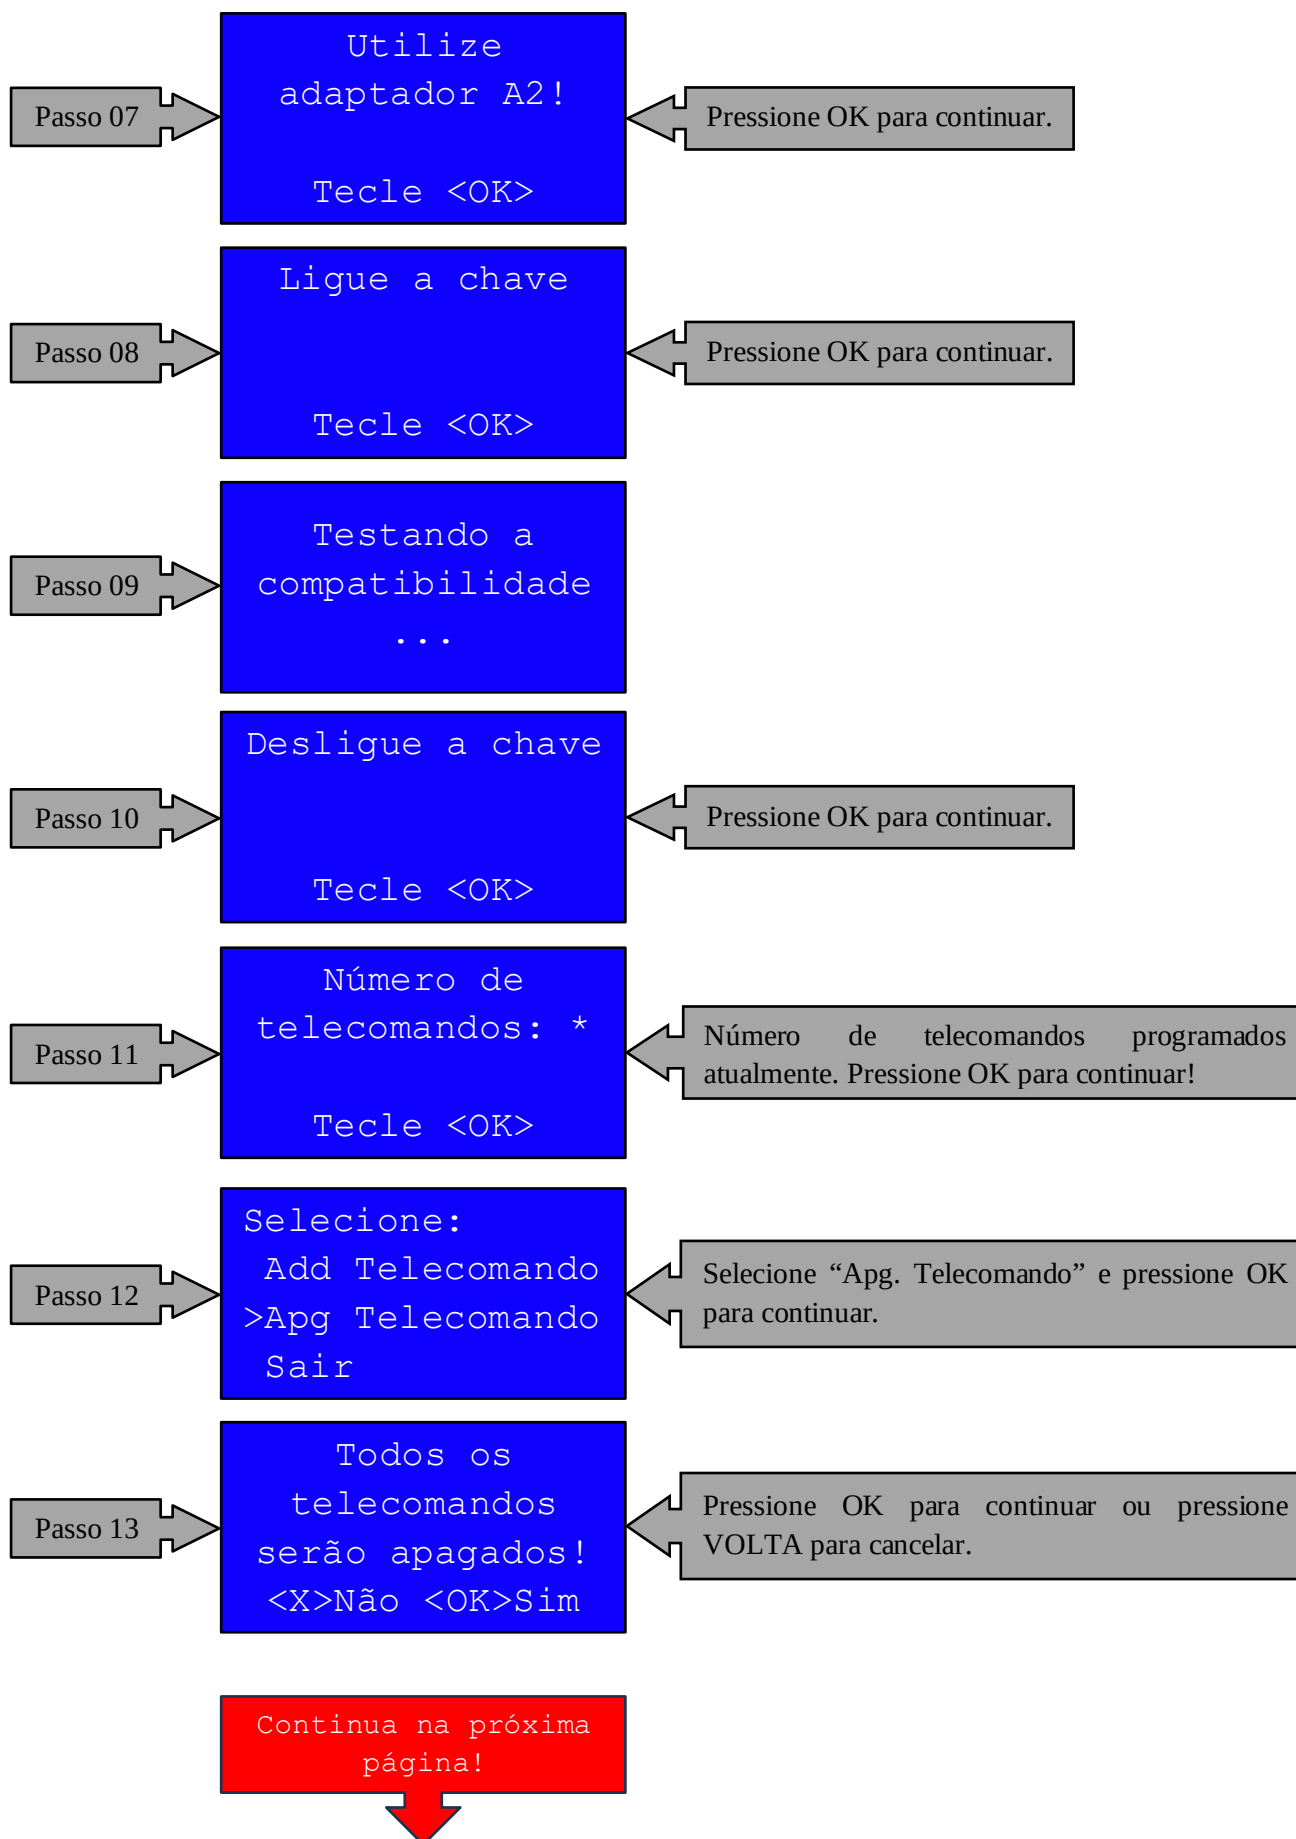 Utilize
adaptador A2!
Tecle <OK>
Passo 07
Pressione OK para continuar.
Ligue a chave
Tecle <OK>
Passo 08
Pressione OK para continuar.
Testando a
compatibilidade
...
Passo 09
Desligue a chave
Tecle <OK>
Passo 10
Pressione OK para continuar.
Número de
telecomandos: *
Tecle <OK>
Passo 11
Número de telecomandos programados
atualmente. Pressione OK para continuar!
Selecione:
Add Telecomando
>Apg Telecomando
Sair
Passo 12
Selecione “Apg. Telecomando” e pressione OK
para continuar.
Todos os
telecomandos
serão apagados!
<X>Não <OK>Sim
Passo 13
Pressione OK para continuar ou pressione
VOLTA para cancelar.
Continua na próxima
página!